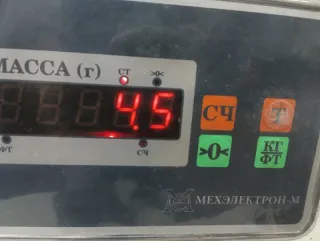 МАССА (г)
СТ
4.5
СЧ
Т
ФТ
СЧ
>0<
КГ
ФТ
МЕХЭЛЕКТРОН-М